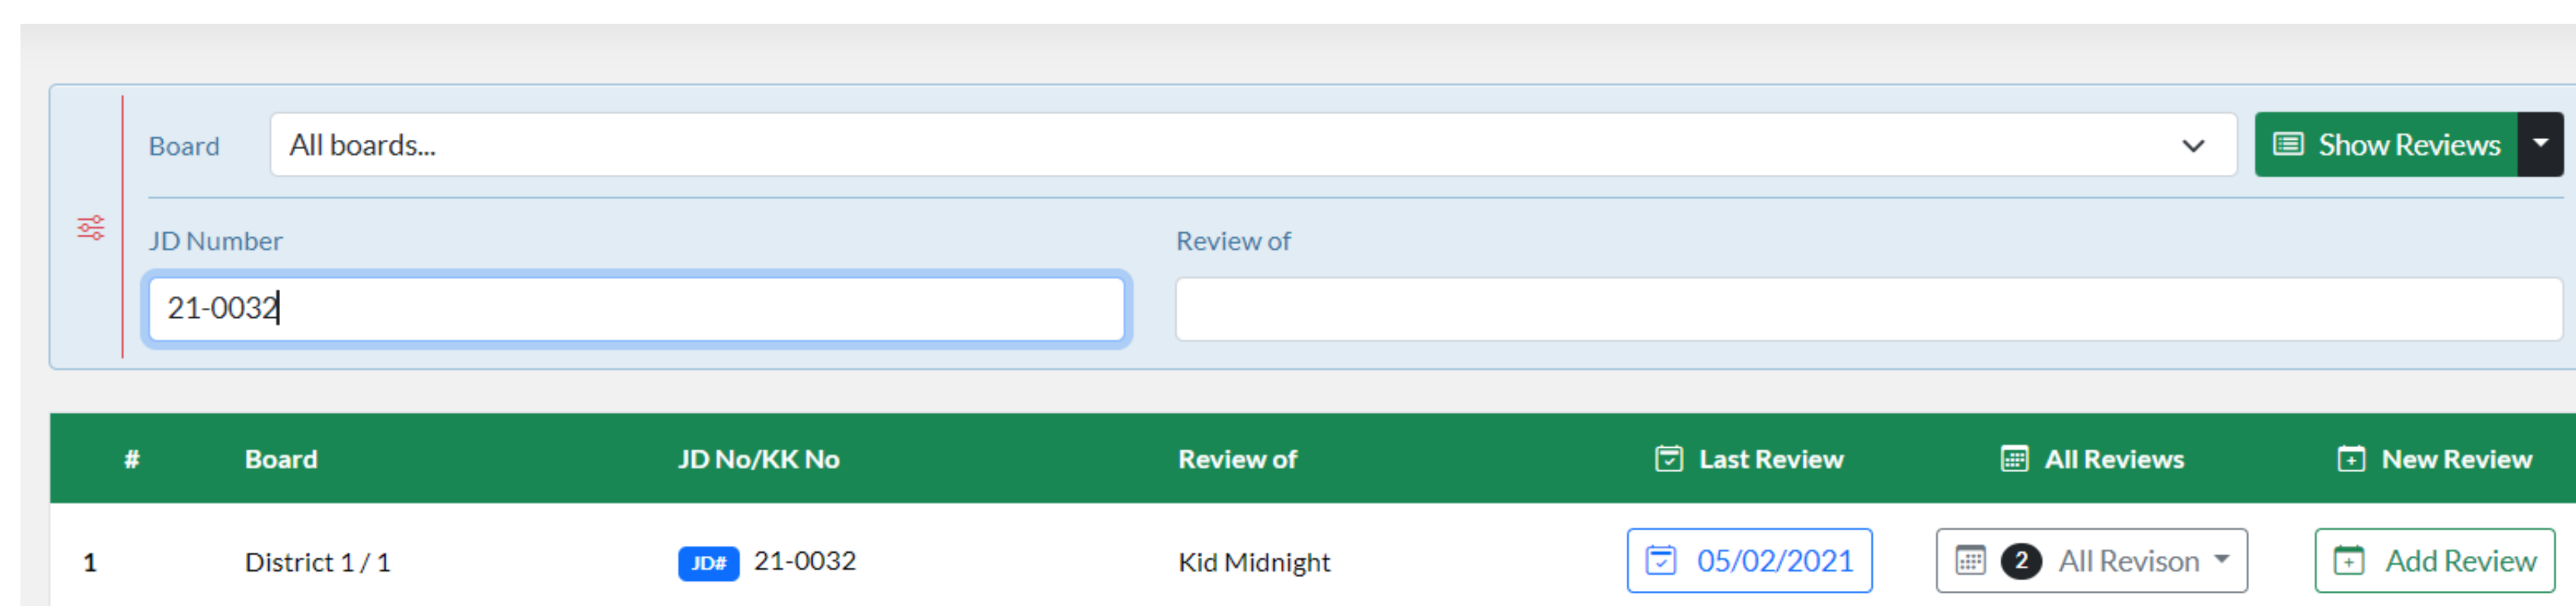 Board All boards... Show Reviews
JD Number Review of
21-0032
# Board JD No/KK No Review of Last Review All Reviews New Review
1 District 1 / 1 JD# 21-0032 Kid Midnight 05/02/2021 2 All Revison Add Review